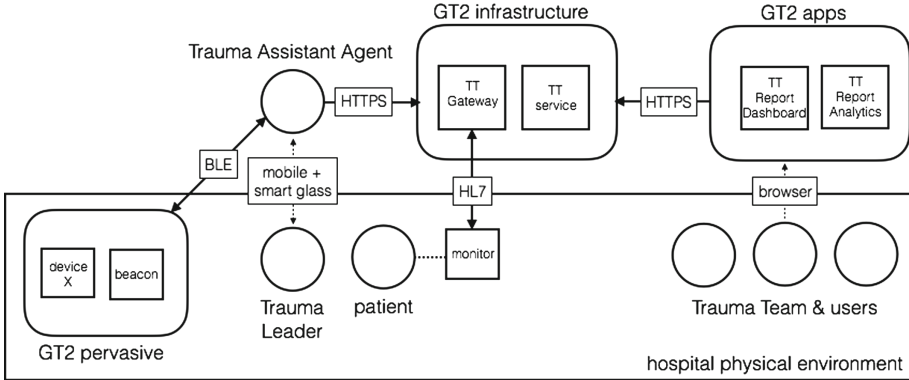 GT2 infrastructure
GT2 apps
Trauma Assistant Agent
TT
Gateway
TT
service
TT
Report
Dashboard
TT
Report
Analytics
HTTPS
HTTPS
BLE
mobile +
smart glass
HL7
browser
device
X
beacon
monitor
Trauma
Leader
patient
Trauma Team & users
GT2 pervasive
hospital physical environment